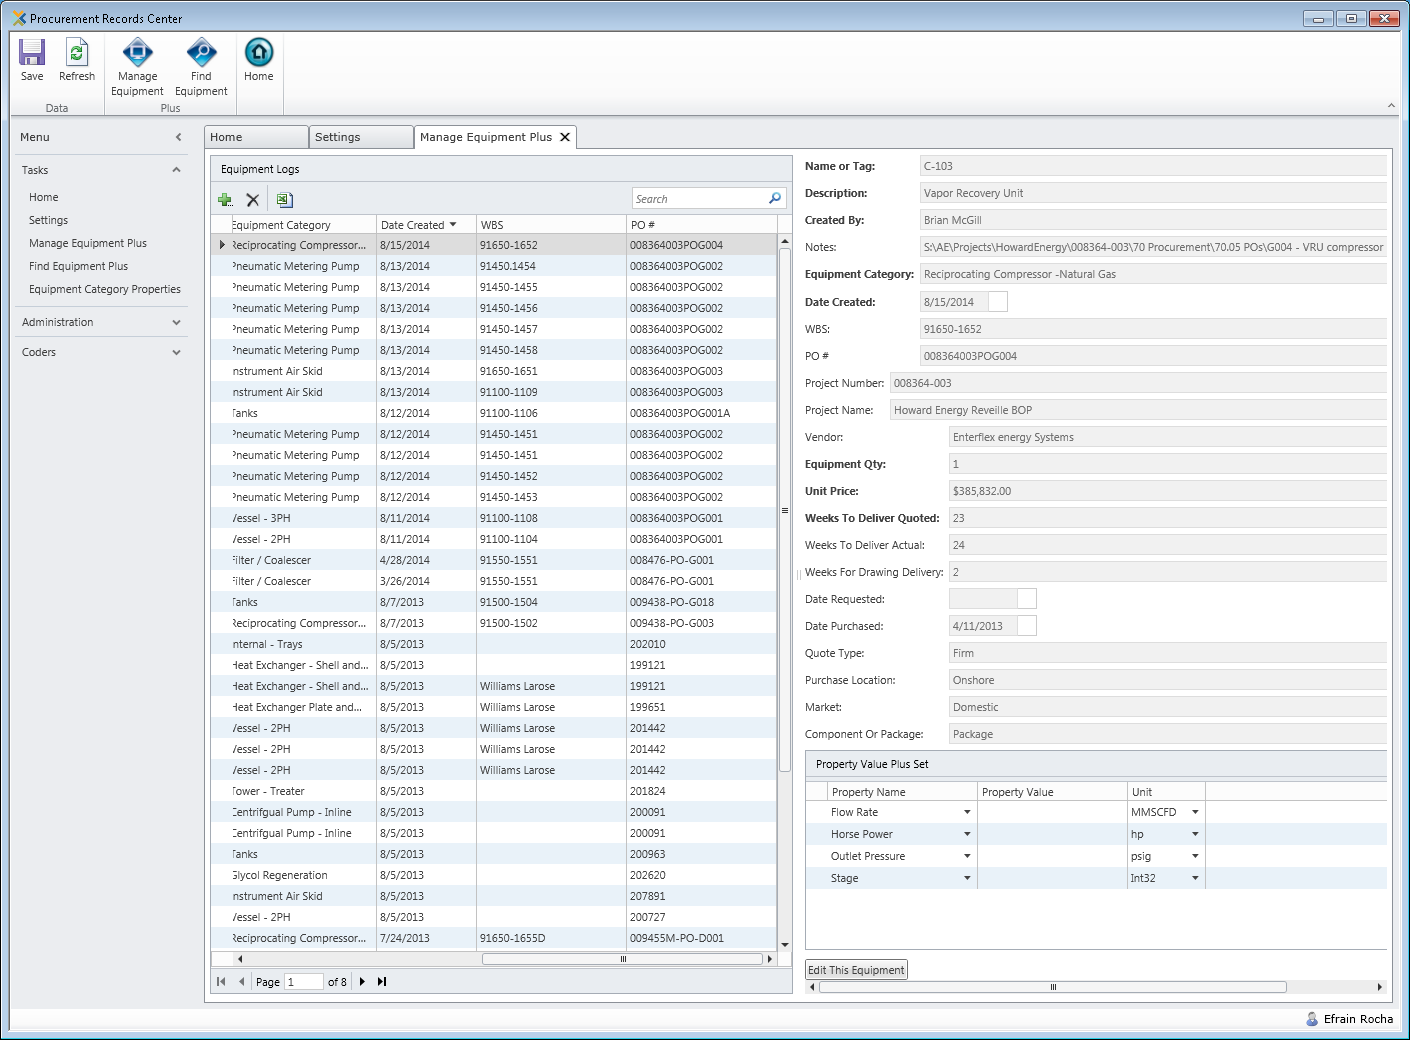 Procurement Records Center
Save
Refresh
Manage Equipment
Find Equipment
Home
Data
Plus
Menu
Tasks
Home
Settings
Manage Equipment Plus
Find Equipment Plus
Equipment Category Properties
Administration
Coders
Home
Settings
Manage Equipment Plus
Equipment Logs
Search
Equipment Category Date Created WBS PO #
Reciprocating Compressor... 8/15/2014 91650-1652 008364003POG004
Pneumatic Metering Pump 8/13/2014 91450.1454 008364003POG002
Pneumatic Metering Pump 8/13/2014 91450-1455 008364003POG002
Pneumatic Metering Pump 8/13/2014 91450-1456 008364003POG002
Pneumatic Metering Pump 8/13/2014 91450-1457 008364003POG002
Pneumatic Metering Pump 8/13/2014 91450-1458 008364003POG002
nstrument Air Skid 8/13/2014 91650-1651 008364003POG003
nstrument Air Skid 8/13/2014 91100-1109 008364003POG003
Tanks 8/12/2014 91100-1106 008364003POG001A
Pneumatic Metering Pump 8/12/2014 91450-1451 008364003POG002
Pneumatic Metering Pump 8/12/2014 91450-1451 008364003POG002
Pneumatic Metering Pump 8/12/2014 91450-1452 008364003POG002
Pneumatic Metering Pump 8/12/2014 91450-1453 008364003POG002
Vessel - 3PH 8/11/2014 91100-1108 008364003POG001
Vessel - 2PH 8/11/2014 91100-1104 008364003POG001
Filter / Coalescer 4/28/2014 91550-1551 008476-PO-G001
Filter / Coalescer 3/26/2014 91550-1551 008476-PO-G001
Tanks 8/7/2013 91500-1504 009438-PO-G018
Reciprocating Compressor... 8/7/2013 91500-1502 009438-PO-G003
nternal - Trays 8/5/2013 202010
Heat Exchanger - Shell and... 8/5/2013 199121
Heat Exchanger - Shell and... 8/5/2013 Williams Larose 199121
Heat Exchanger Plate and... 8/5/2013 Williams Larose 199651
Vessel - 2PH 8/5/2013 Williams Larose 201442
Vessel - 2PH 8/5/2013 Williams Larose 201442
Vessel - 2PH 8/5/2013 Williams Larose 201442
Tower - Treater 8/5/2013 201824
Centrifgual Pump - Inline 8/5/2013 200091
Centrifgual Pump - Inline 8/5/2013 200091
Tanks 8/5/2013 200963
Glycol Regeneration 8/5/2013 202620
nstrument Air Skid 8/5/2013 207891
Vessel - 2PH 8/5/2013 200727
Reciprocating Compressor... 7/24/2013 91650-1655D 009455M-PO-D001
Page 1 of 8
Name or Tag: C-103
Description: Vapor Recovery Unit
Created By: Brian McGill
Notes: S:\AE\Projects\HowardEnergy\008364-003\70 Procurement\70.05 POs\G004 - VRU compressor
Equipment Category: Reciprocating Compressor -Natural Gas
Date Created: 8/15/2014
WBS: 91650-1652
PO # 008364003POG004
Project Number: 008364-003
Project Name: Howard Energy Reveille BOP
Vendor: Enterflex energy Systems
Equipment Qty: 1
Unit Price: $385,832.00
Weeks To Deliver Quoted: 23
Weeks To Deliver Actual: 24
Weeks For Drawing Delivery: 2
Date Requested:
Date Purchased: 4/11/2013
Quote Type: Firm
Purchase Location: Onshore
Market: Domestic
Component Or Package: Package
Property Value Plus Set
Property Name Property Value Unit
Flow Rate MMSCFD
Horse Power hp
Outlet Pressure psig
Stage Int32
Edit This Equipment
Efrain Rocha